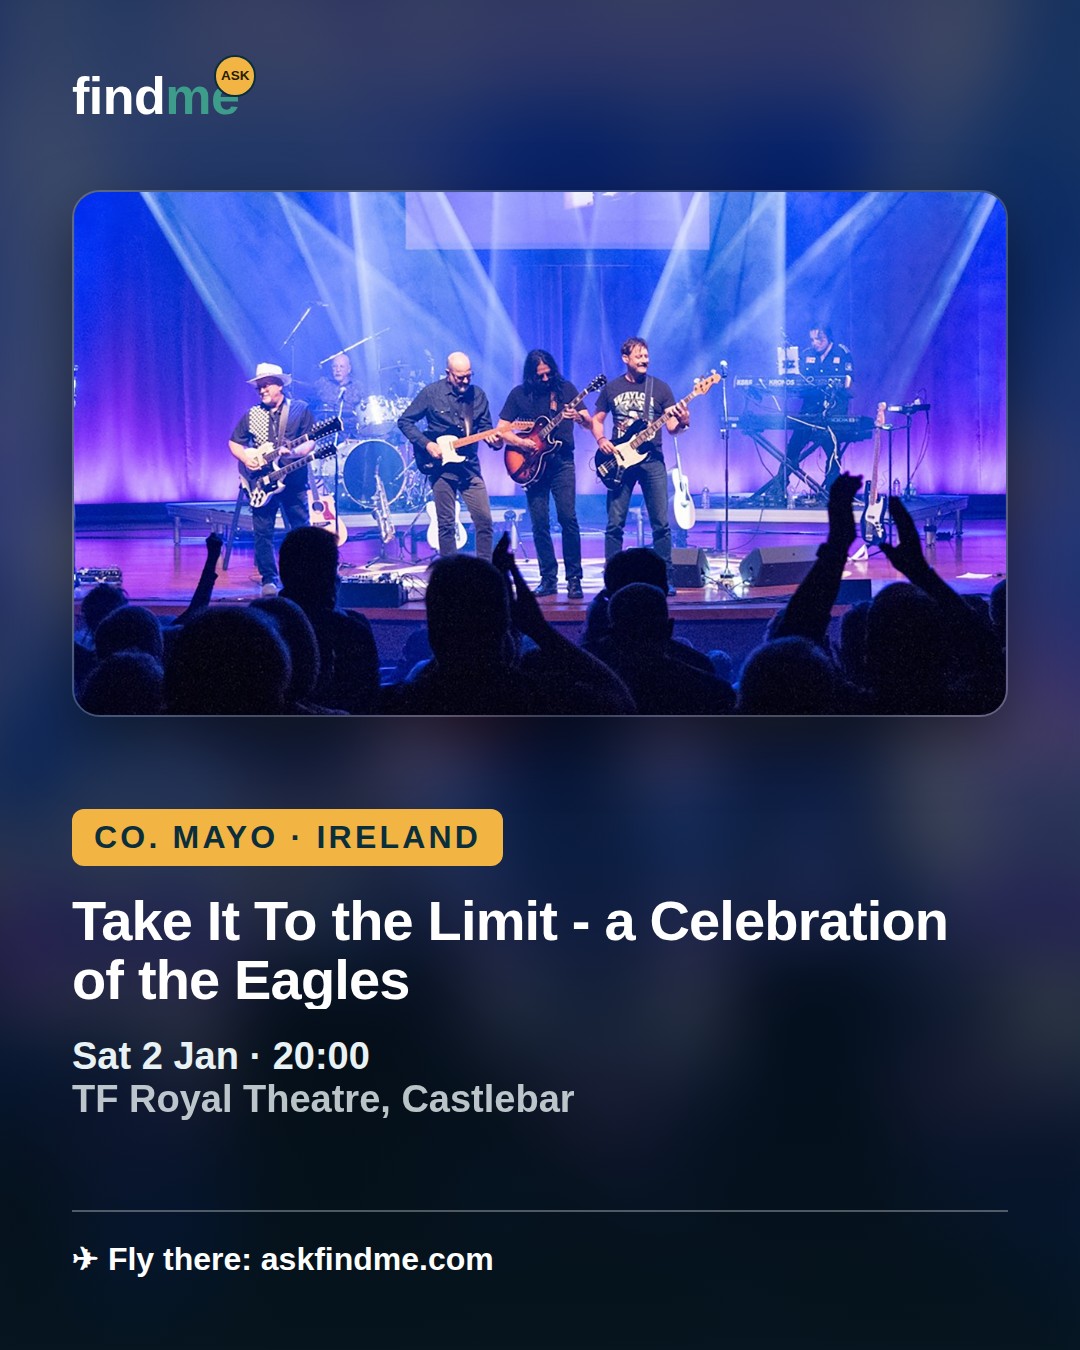 findme
ASK
WAYLON
CO. MAYO · IRELAND
Take It To the Limit - a Celebration
of the Eagles
Sat 2 Jan · 20:00
TF Royal Theatre, Castlebar
✈ Fly there: askfindme.com